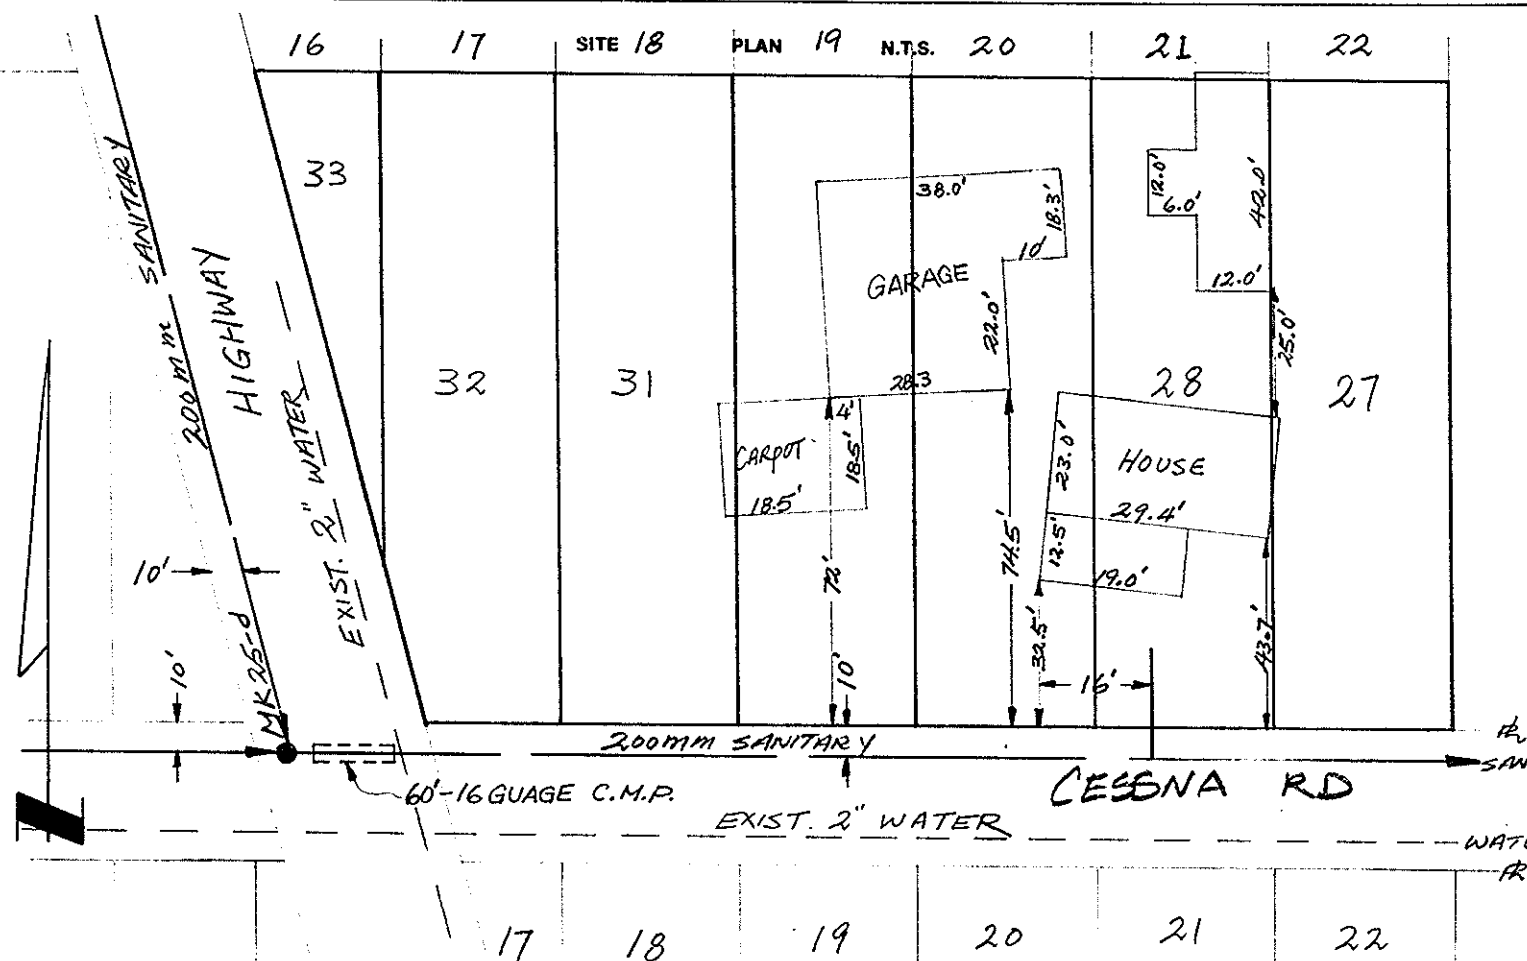 16 17 SITE 18 PLAN 19 N.T.S. 20 21 22
33
38.0'
18.3'
12.0'
6.0'
42.0'
SANITARY
HIGHWAY
GARAGE
10'
12.0'
22.0'
25.0'
200mm
32 31
28.3
28 27
EXIST. 2" WATER
4'
CARPOT
18.5'
18.5'
23.0'
HOUSE
29.4'
12.5'
19.0'
10'
72'
74.5'
32.5'
43.7'
MK25-d
10'
10'
16'
200mm SANITARY
SAN
60'-16 GUAGE C.M.P.
CESSNA RD
EXIST. 2" WATER
WATE
17 18 19 20 21 22